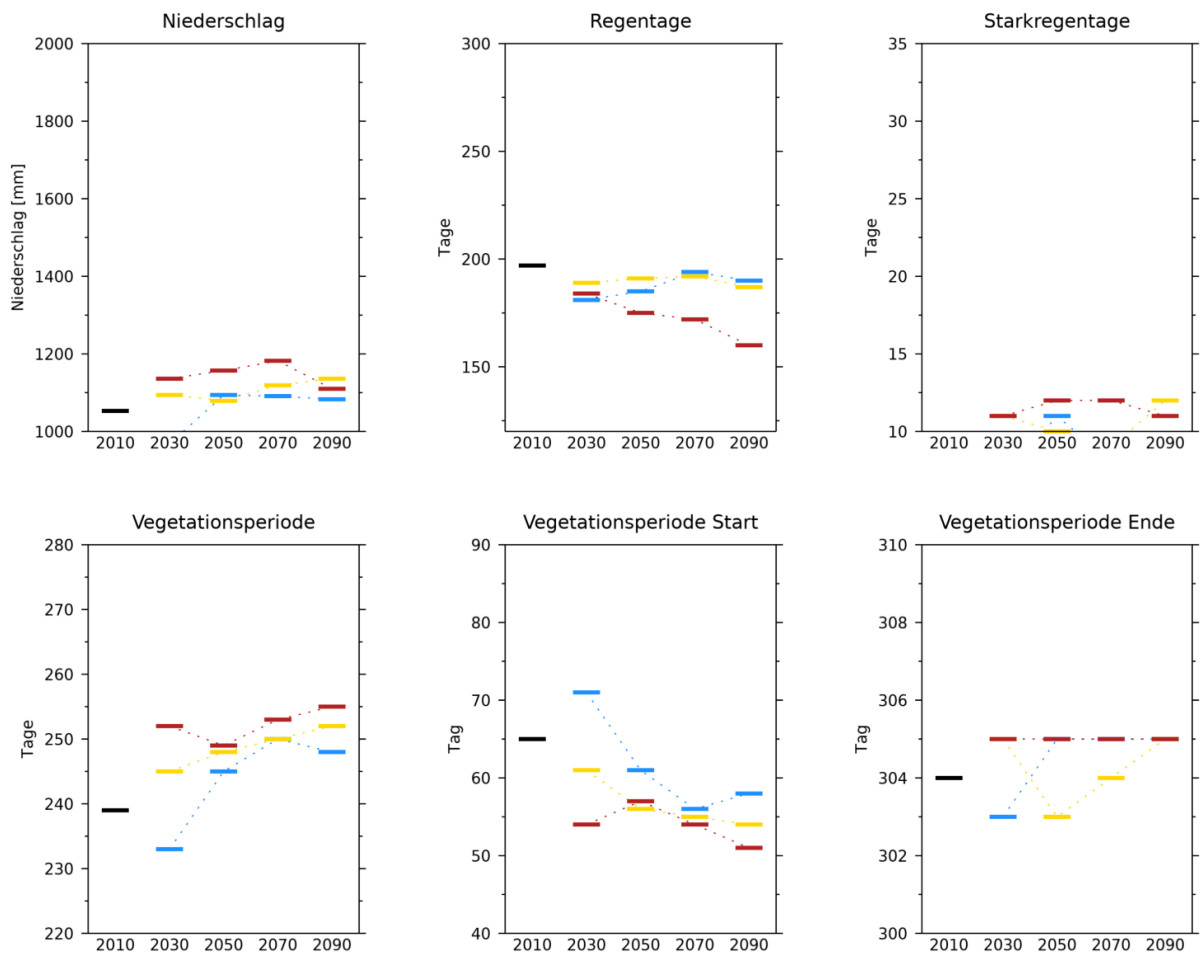 Niederschlag
2000
1800
1600
1400
1200
1000
Niederschlag [mm]
2010 2030 2050 2070 2090
Regentage
300
250
200
150
Tage
2010 2030 2050 2070 2090
Starkregentage
35
30
25
20
15
10
Tage
2010 2030 2050 2070 2090
Vegetationsperiode
280
270
260
250
240
230
220
Tage
2010 2030 2050 2070 2090
Vegetationsperiode Start
90
80
70
60
50
40
Tag
2010 2030 2050 2070 2090
Vegetationsperiode Ende
310
308
306
304
302
300
Tag
2010 2030 2050 2070 2090